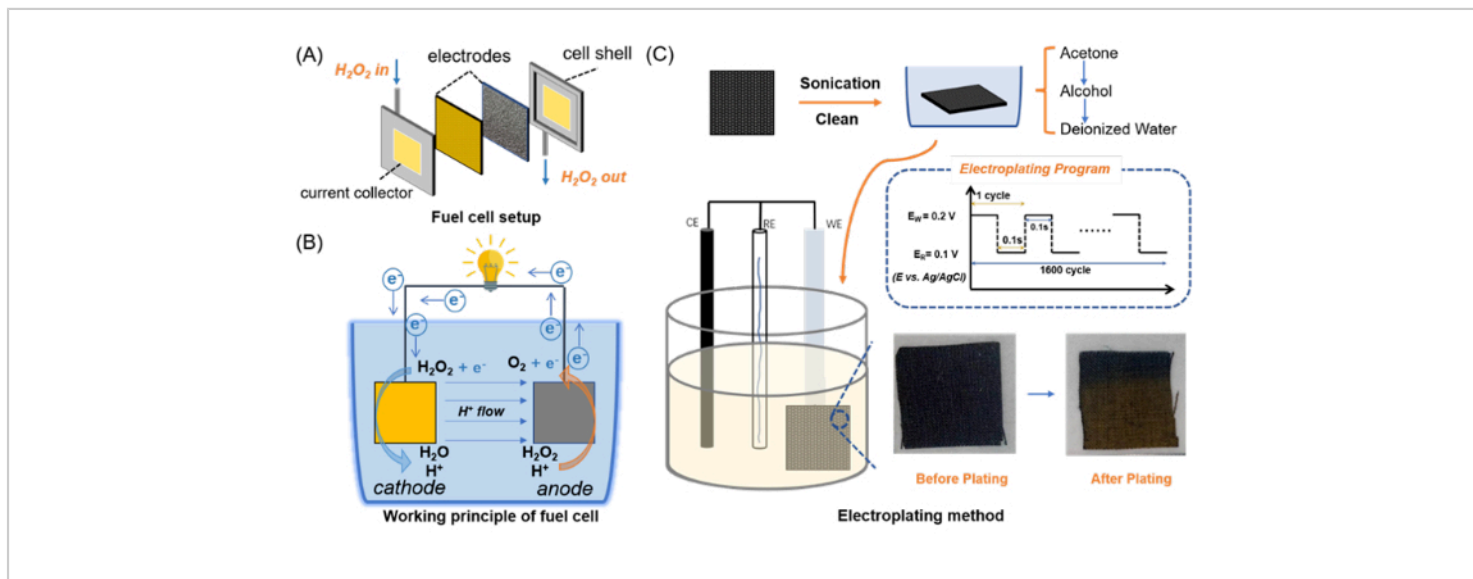 (A)
H₂O₂ in
electrodes
cell shell
current collector
H₂O₂ out
Fuel cell setup
(B)
e⁻
e⁻
e⁻
e⁻
e⁻
e⁻
e⁻
H₂O₂ + e⁻
O₂ + e⁻
H⁺ flow
H₂O
H⁺
H₂O₂
H⁺
cathode
anode
Working principle of fuel cell
(C)
Sonication
Clean
Acetone
Alcohol
Deionized Water
Electroplating Program
1 cycle
E_W = 0.2 V
0.1s
0.1s
......
E_R = 0.1 V
1600 cycle
(E vs. Ag/AgCl)
CE
RE
WE
Before Plating
After Plating
Electroplating method